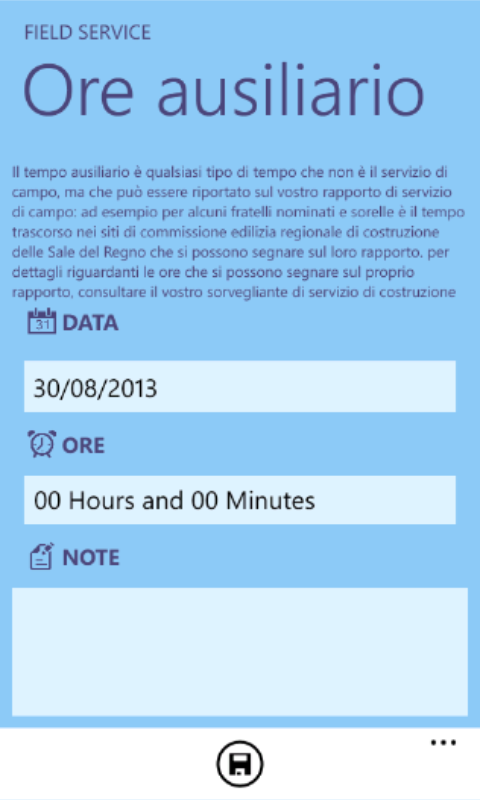 FIELD SERVICE
Ore ausiliario
Il tempo ausiliario è qualsiasi tipo di tempo che non è il servizio di
campo, ma che può essere riportato sul vostro rapporto di servizio
di campo: ad esempio per alcuni fratelli nominati e sorelle è il tempo
trascorso nei siti di commissione edilizia regionale di costruzione
delle Sale del Regno che si possono segnare sul loro rapporto. per
dettagli riguardanti le ore che si possono segnare sul proprio
rapporto, consultare il vostro sorvegliante di servizio di costruzione
31 DATA
30/08/2013
ORE
00 Hours and 00 Minutes
NOTE